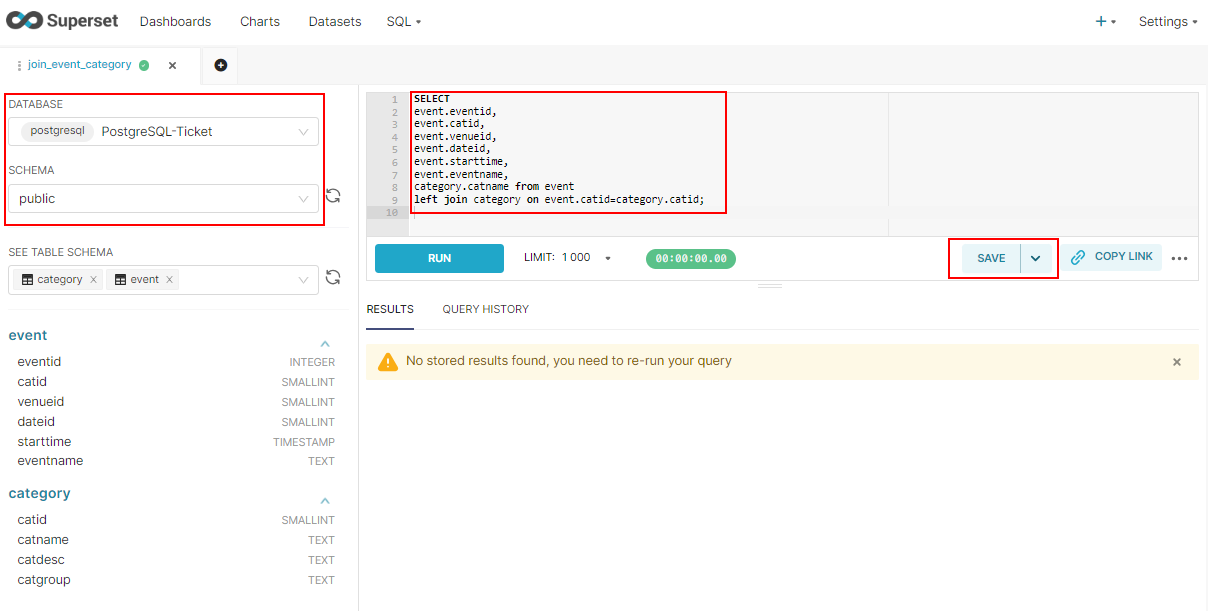 Superset Dashboards Charts Datasets SQL Settings
join_event_category
DATABASE
postgresql PostgreSQL-Ticket
SCHEMA
public
SEE TABLE SCHEMA
category event
event
eventid INTEGER
catid SMALLINT
venueid SMALLINT
dateid SMALLINT
starttime TIMESTAMP
eventname TEXT
category
catid SMALLINT
catname TEXT
catdesc TEXT
catgroup TEXT
1 SELECT
2 event.eventid,
3 event.catid,
4 event.venueid,
5 event.dateid,
6 event.starttime,
7 event.eventname,
8 category.catname from event
9 left join category on event.catid=category.catid;
10
RUN LIMIT: 1 000 00:00:00.00 SAVE COPY LINK
RESULTS QUERY HISTORY
No stored results found, you need to re-run your query